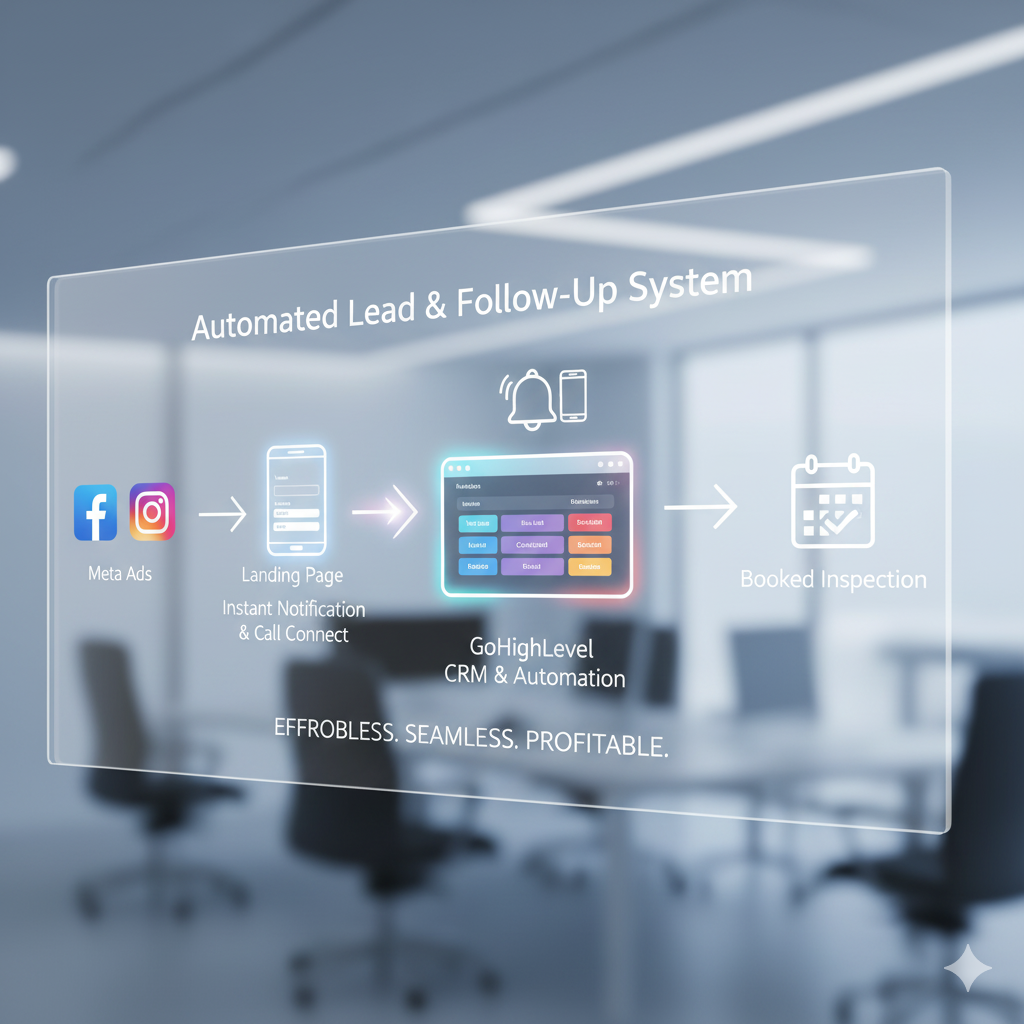 Automated Lead & Follow-Up System
Meta Ads
Landing Page
Instant Notification
& Call Connect
GoHighLevel
CRM & Automation
Booked Inspection
EFFROBLESS. SEAMLESS. PROFITABLE.